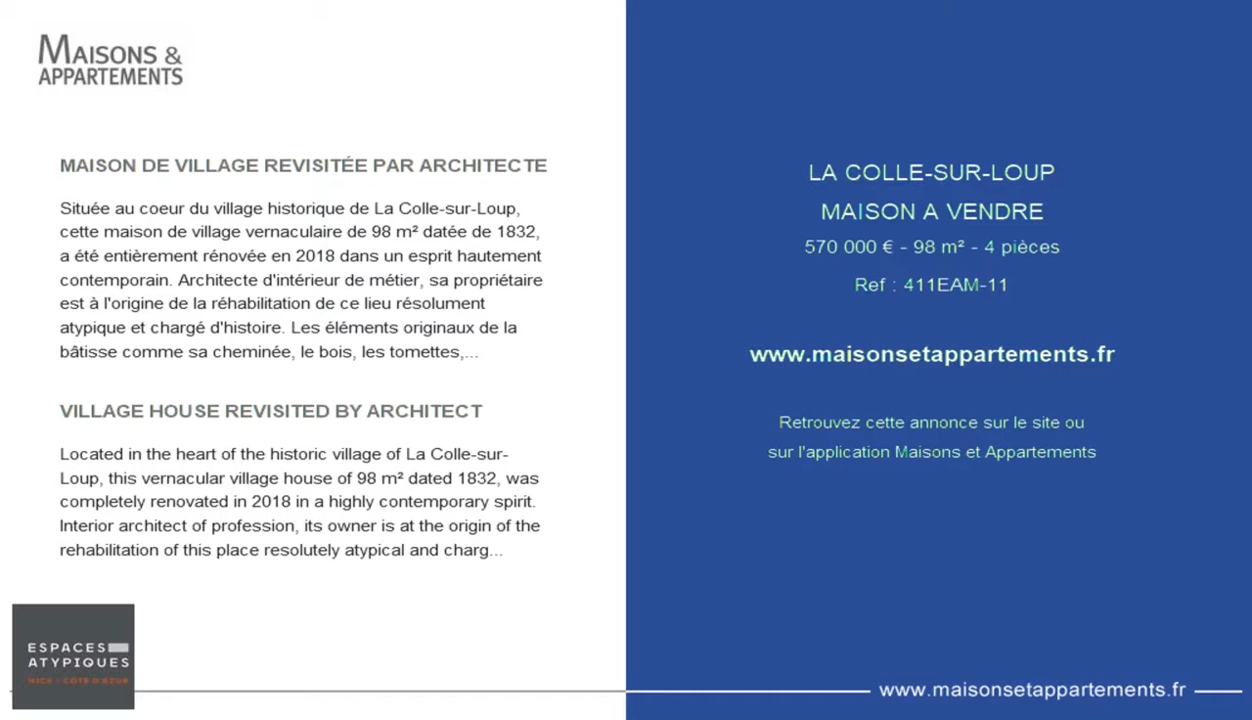 MAISONS &
APPARTEMENTS
MAISON DE VILLAGE REVISITÉE PAR ARCHITECTE
Située au coeur du village historique de La Colle-sur-Loup,
cette maison de village vernaculaire de 98 m² datée de 1832,
a été entièrement rénovée en 2018 dans un esprit hautement
contemporain. Architecte d'intérieur de métier, sa propriétaire
est à l'origine de la réhabilitation de ce lieu résolument
atypique et chargé d'histoire. Les éléments originaux de la
bâtisse comme sa cheminée, le bois, les tomettes,...
VILLAGE HOUSE REVISITED BY ARCHITECT
Located in the heart of the historic village of La Colle-sur-
Loup, this vernacular village house of 98 m² dated 1832, was
completely renovated in 2018 in a highly contemporary spirit.
Interior architect of profession, its owner is at the origin of the
rehabilitation of this place resolutely atypical and charg...
ESPACES
ATYPIQUES
NICE - CÔTE D'AZUR
LA COLLE-SUR-LOUP
MAISON A VENDRE
570 000 € - 98 m² - 4 pièces
Ref : 411EAM-11
www.maisonsetappartements.fr
Retrouvez cette annonce sur le site ou
sur l'application Maisons et Appartements
www.maisonsetappartements.fr